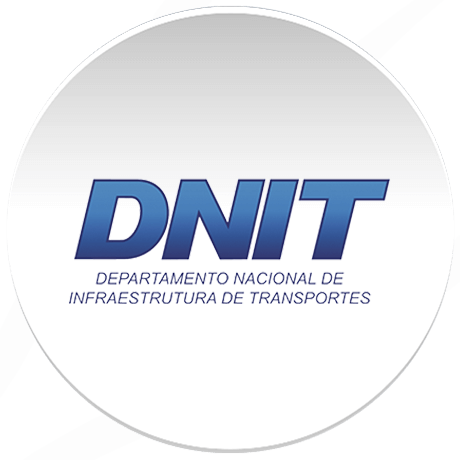 DNIT
DEPARTAMENTO NACIONAL DE
INFRAESTRUTURA DE TRANSPORTES